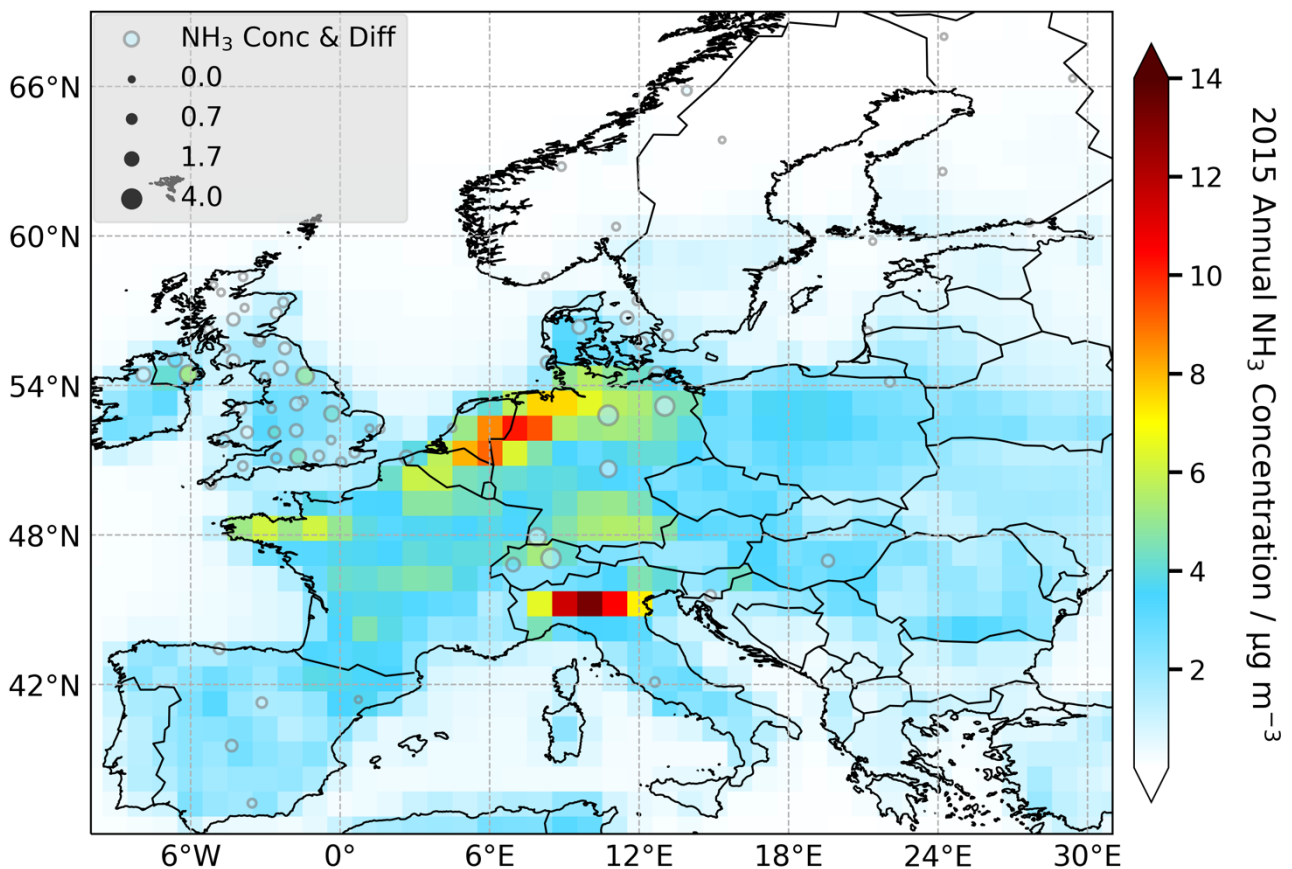 NH₃ Conc & Diff
0.0
0.7
1.7
4.0
66°N
60°N
54°N
48°N
42°N
6°W
0°
6°E
12°E
18°E
24°E
30°E
14
12
10
8
6
4
2
2015 Annual NH₃ Concentration / μg m⁻³